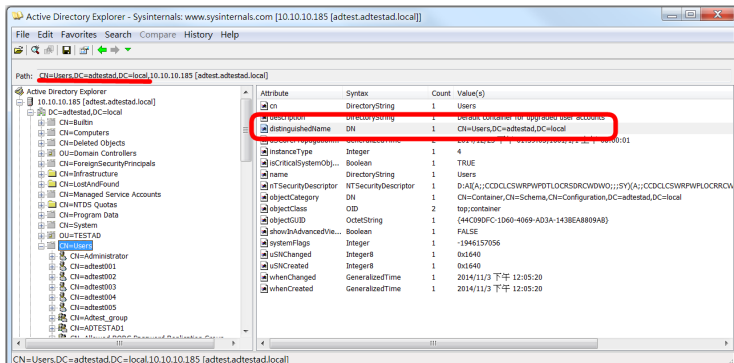 Active Directory Explorer - Sysinternals: www.sysinternals.com [10.10.10.185 [adtest.adtestad.local]]
File Edit Favorites Search Compare History Help
Path: CN=Users,DC=adtestad,DC=local,10.10.10.185 [adtest.adtestad.local]
Active Directory Explorer
10.10.10.185 [adtest.adtestad.local]
DC=adtestad,DC=local
CN=Builtin
CN=Computers
CN=Deleted Objects
OU=Domain Controllers
CN=ForeignSecurityPrincipals
CN=Infrastructure
CN=LostAndFound
CN=Managed Service Accounts
CN=NTDS Quotas
CN=Program Data
CN=System
OU=TESTAD
CN=Users
CN=Administrator
CN=adtest001
CN=adtest002
CN=adtest003
CN=adtest004
CN=adtest005
CN=Adtest_group
CN=ADTESTAD1
CN=Allowed RODC Password Replication Group
Attribute Syntax Count Value(s)
cn DirectoryString 1 Users
description DirectoryString 1 Default container for upgraded user accounts
distinguishedName DN 1 CN=Users,DC=adtestad,DC=local
instanceType Integer 1 4
isCriticalSystemObj... Boolean 1 TRUE
name DirectoryString 1 Users
nTSecurityDescriptor NTSecurityDescriptor 1 D:AI(A;;CCDCLCSWRPWPDTLOCRSDRCWDWO;;;SY)(A;;CCDCLCSWRPWPLOCRRCW
objectCategory DN 1 CN=Container,CN=Schema,CN=Configuration,DC=adtestad,DC=local
objectClass OID 2 top;container
objectGUID OctetString 1 {44C09DFC-1D60-4069-AD3A-143BEA8809AB}
showInAdvancedVie... Boolean 1 FALSE
systemFlags Integer 1 -1946157056
uSNChanged Integer8 1 0x1640
uSNCreated Integer8 1 0x1640
whenChanged GeneralizedTime 1 2014/11/3 下午 12:05:20
whenCreated GeneralizedTime 1 2014/11/3 下午 12:05:20
CN=Users,DC=adtestad,DC=local,10.10.10.185 [adtest.adtestad.local]